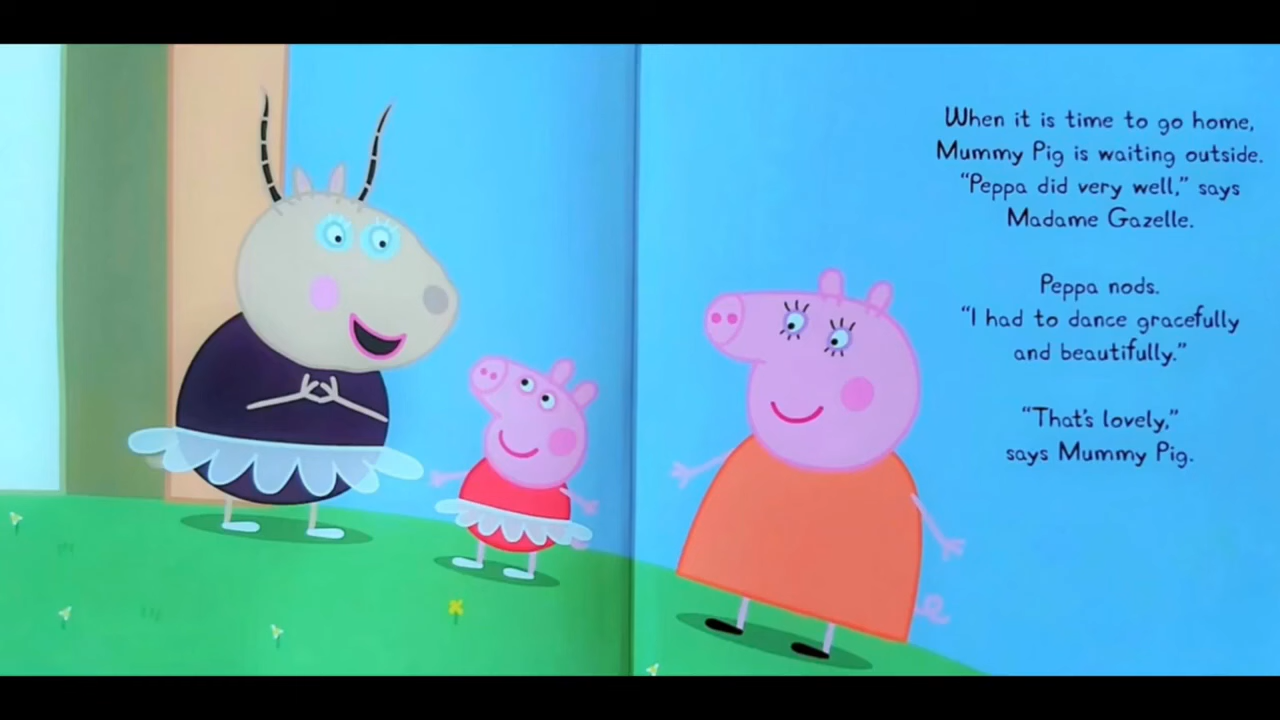 When it is time to go home,
Mummy Pig is waiting outside.
“Peppa did very well,” says
Madame Gazelle.
Peppa nods.
“I had to dance gracefully
and beautifully.”
“That’s lovely,”
says Mummy Pig.